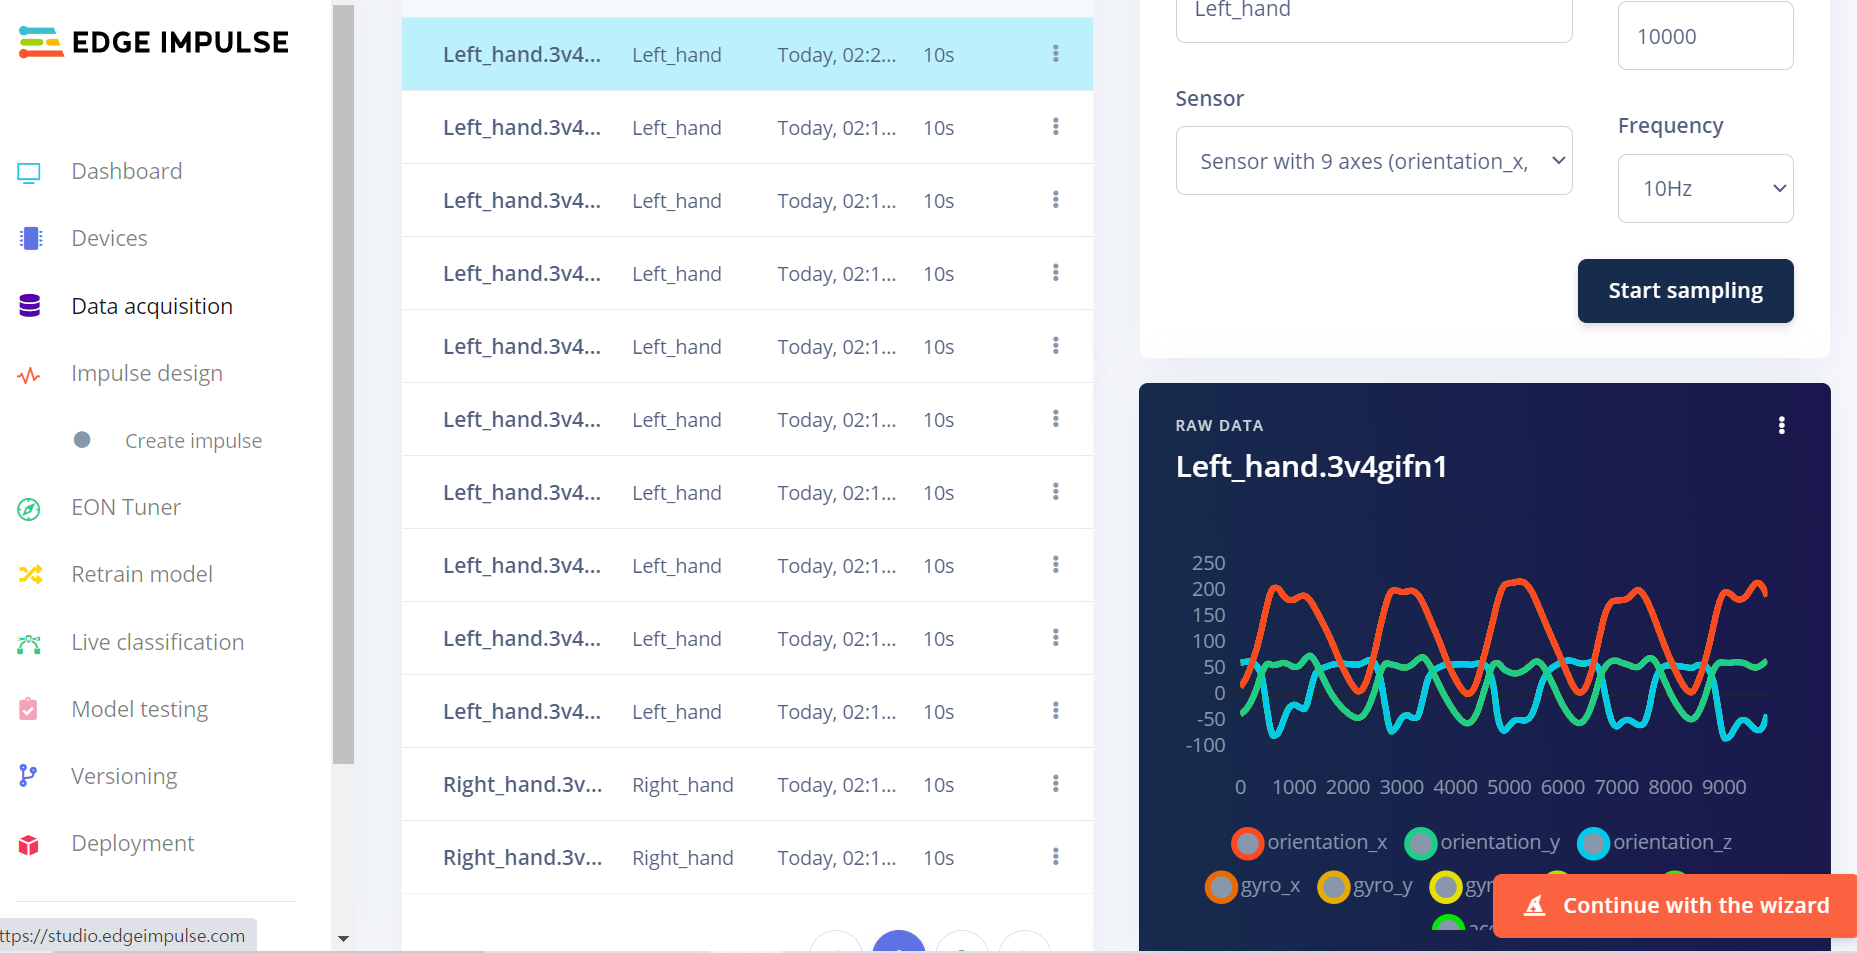 EDGE IMPULSE
Dashboard
Devices
Data acquisition
Impulse design
Create impulse
EON Tuner
Retrain model
Live classification
Model testing
Versioning
Deployment
ttps://studio.edgeimpulse.com
Left_hand.3v4... Left_hand Today, 02:2... 10s
Left_hand.3v4... Left_hand Today, 02:1... 10s
Left_hand.3v4... Left_hand Today, 02:1... 10s
Left_hand.3v4... Left_hand Today, 02:1... 10s
Left_hand.3v4... Left_hand Today, 02:1... 10s
Left_hand.3v4... Left_hand Today, 02:1... 10s
Left_hand.3v4... Left_hand Today, 02:1... 10s
Left_hand.3v4... Left_hand Today, 02:1... 10s
Left_hand.3v4... Left_hand Today, 02:1... 10s
Left_hand.3v4... Left_hand Today, 02:1... 10s
Right_hand.3v... Right_hand Today, 02:1... 10s
Right_hand.3v... Right_hand Today, 02:1... 10s
Left_hand
10000
Sensor
Frequency
Sensor with 9 axes (orientation_x,
10Hz
Start sampling
RAW DATA
Left_hand.3v4gifn1
250
200
150
100
50
0
-50
-100
0 1000 2000 3000 4000 5000 6000 7000 8000 9000
orientation_x orientation_y orientation_z
gyro_x gyro_y gyr
acc
Continue with the wizard